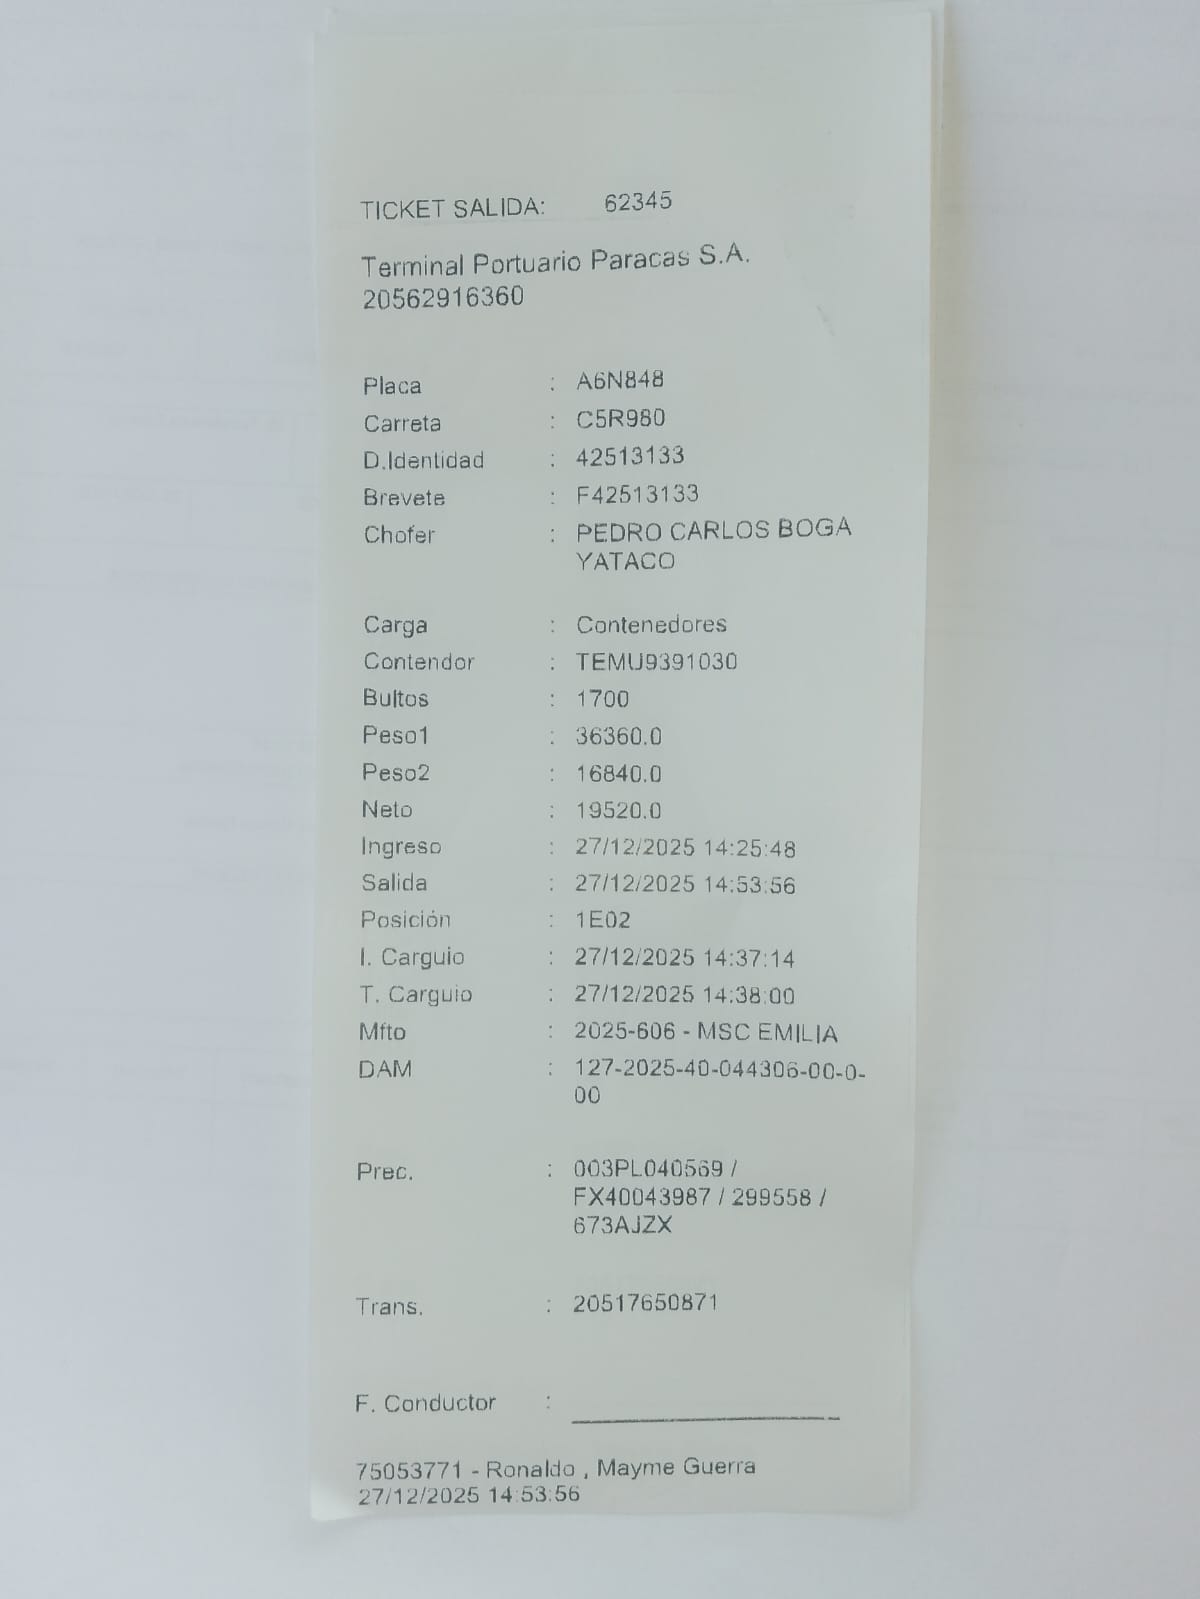 TICKET SALIDA: 62345
Terminal Portuario Paracas S.A.
20562916360
Placa : A6N848
Carreta : C5R980
D.Identidad : 42513133
Brevete : F42513133
Chofer : PEDRO CARLOS BOGA
YATACO
Carga : Contenedores
Contendor : TEMU9391030
Bultos : 1700
Peso1 : 36360.0
Peso2 : 16840.0
Neto : 19520.0
Ingreso : 27/12/2025 14:25:48
Salida : 27/12/2025 14:53:56
Posición : 1E02
I. Carguio : 27/12/2025 14:37:14
T. Carguio : 27/12/2025 14:38:00
Mfto : 2025-606 - MSC EMILIA
DAM : 127-2025-40-044306-00-0-
00
Prec. : 003PL040569 /
FX40043987 / 299558 /
673AJZX
Trans. : 20517650871
F. Conductor :
75053771 - Ronaldo , Mayme Guerra
27/12/2025 14:53:56